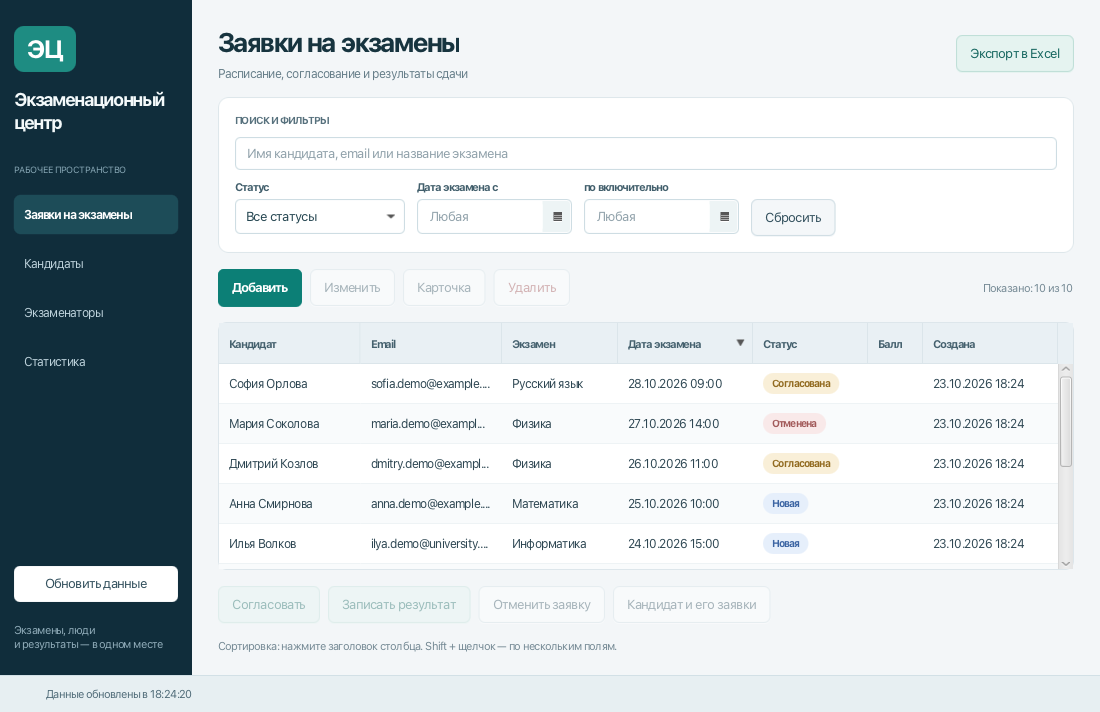 ЭЦ
Экзаменационный
центр
РАБОЧЕЕ ПРОСТРАНСТВО
Заявки на экзамены
Кандидаты
Экзаменаторы
Статистика
Обновить данные
Экзамены, люди
и результаты — в одном месте
Заявки на экзамены
Расписание, согласование и результаты сдачи
Экспорт в Excel
ПОИСК И ФИЛЬТРЫ
Имя кандидата, email или название экзамена
Статус Дата экзамена с по включительно
Все статусы Любая Любая Сбросить
Добавить Изменить Карточка Удалить Показано: 10 из 10
Кандидат Email Экзамен Дата экзамена Статус Балл Создана
София Орлова sofia.demo@example.... Русский язык 28.10.2026 09:00 Согласована 23.10.2026 18:24
Мария Соколова maria.demo@exampl... Физика 27.10.2026 14:00 Отменена 23.10.2026 18:24
Дмитрий Козлов dmitry.demo@exampl... Физика 26.10.2026 11:00 Согласована 23.10.2026 18:24
Анна Смирнова anna.demo@example.... Математика 25.10.2026 10:00 Новая 23.10.2026 18:24
Илья Волков ilya.demo@university.... Информатика 24.10.2026 15:00 Новая 23.10.2026 18:24
Согласовать Записать результат Отменить заявку Кандидат и его заявки
Сортировка: нажмите заголовок столбца. Shift + щелчок — по нескольким полям.
Данные обновлены в 18:24:20